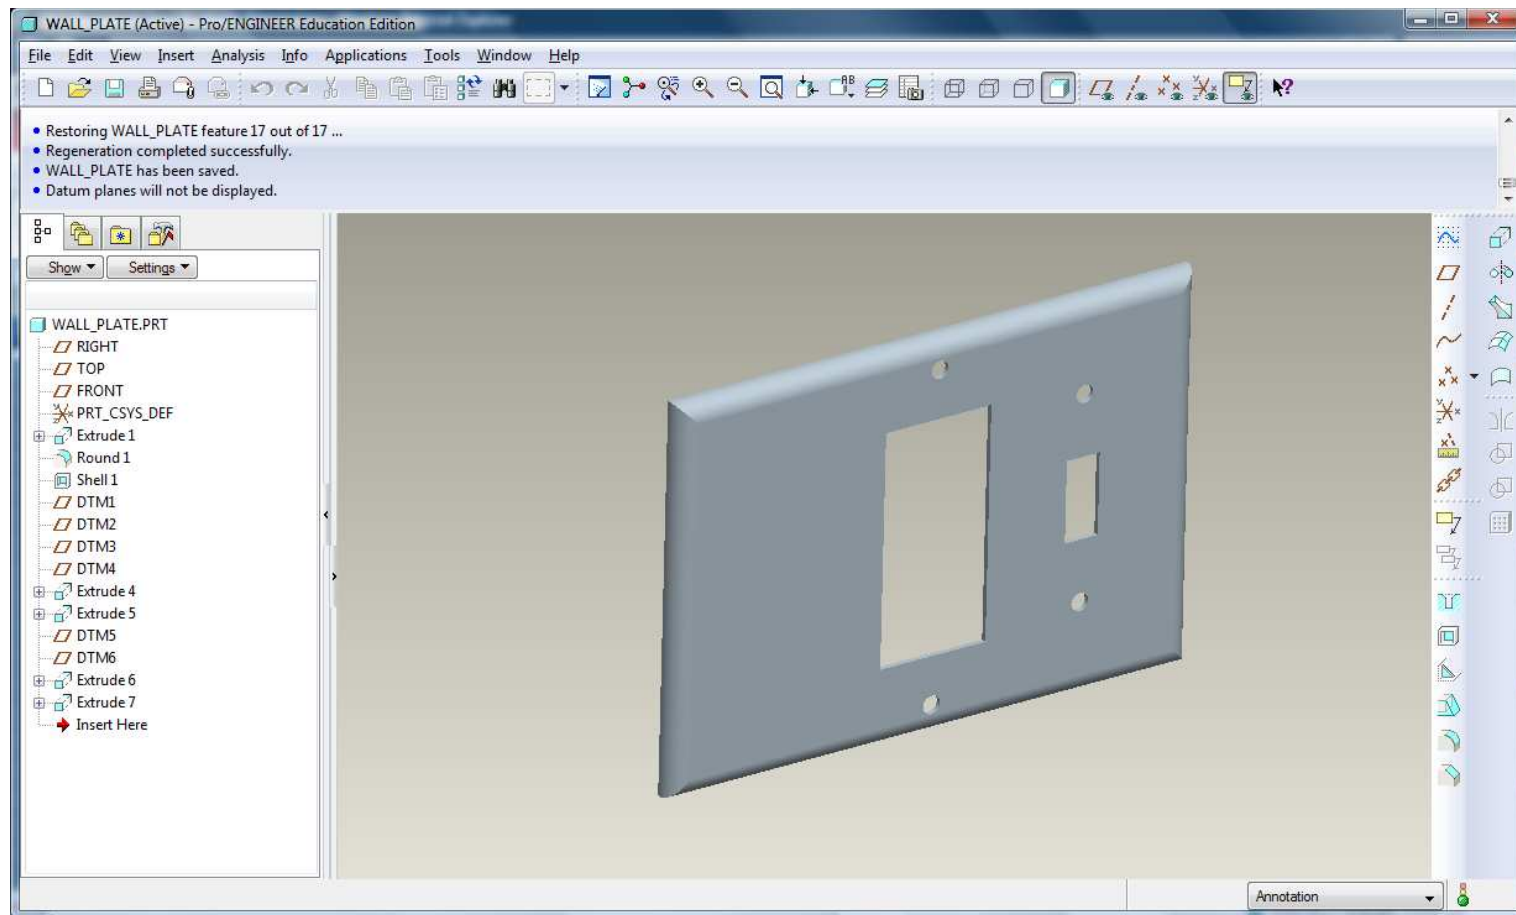 WALL_PLATE (Active) - Pro/ENGINEER Education Edition
File Edit View Insert Analysis Info Applications Tools Window Help
• Restoring WALL_PLATE feature 17 out of 17 ...
• Regeneration completed successfully.
• WALL_PLATE has been saved.
• Datum planes will not be displayed.
Show Settings
WALL_PLATE.PRT
RIGHT
TOP
FRONT
PRT_CSYS_DEF
Extrude 1
Round 1
Shell 1
DTM1
DTM2
DTM3
DTM4
Extrude 4
Extrude 5
DTM5
DTM6
Extrude 6
Extrude 7
Insert Here
Annotation